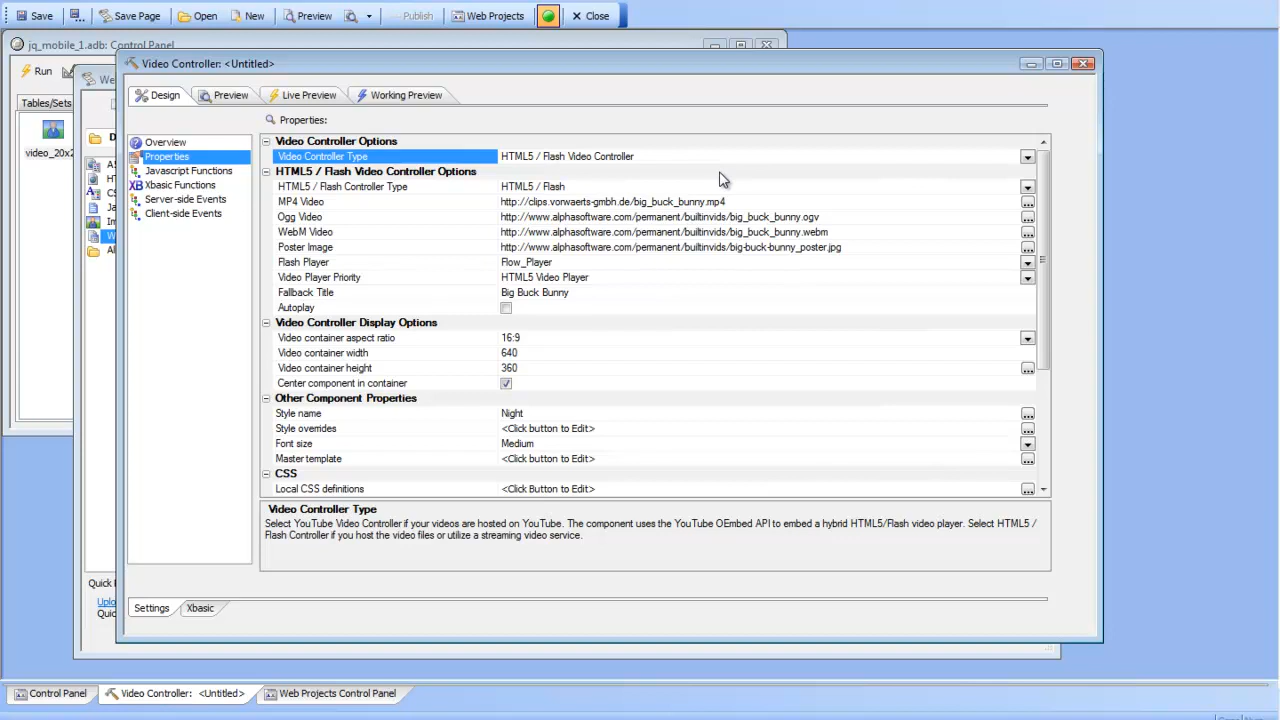 Save Save Page Open New Preview Publish Web Projects Close
jq_mobile_1.adb: Control Panel
Run
Video Controller: <Untitled>
Design Preview Live Preview Working Preview
Tables/Sets
Properties:
Overview
Properties
Javascript Functions
Xbasic Functions
Server-side Events
Client-side Events
Video Controller Options
Video Controller Type HTML5 / Flash Video Controller
HTML5 / Flash Video Controller Options
HTML5 / Flash Controller Type HTML5 / Flash
MP4 Video http://clips.vorwaerts-gmbh.de/big_buck_bunny.mp4
Ogg Video http://www.alphasoftware.com/permanent/builtinvids/big_buck_bunny.ogv
WebM Video http://www.alphasoftware.com/permanent/builtinvids/big_buck_bunny.webm
Poster Image http://www.alphasoftware.com/permanent/builtinvids/big-buck-bunny_poster.jpg
Flash Player Flow_Player
Video Player Priority HTML5 Video Player
Fallback Title Big Buck Bunny
Autoplay
Video Controller Display Options
Video container aspect ratio 16:9
Video container width 640
Video container height 360
Center component in container
Other Component Properties
Style name Night
Style overrides <Click button to Edit>
Font size Medium
Master template <Click button to Edit>
CSS
Local CSS definitions <Click Button to Edit>
Video Controller Type
Select YouTube Video Controller if your videos are hosted on YouTube. The component uses the YouTube OEmbed API to embed a hybrid HTML5/Flash video player. Select HTML5 /
Flash Controller if you host the video files or utilize a streaming video service.
Settings Xbasic
Control Panel Video Controller: <Untitled> Web Projects Control Panel